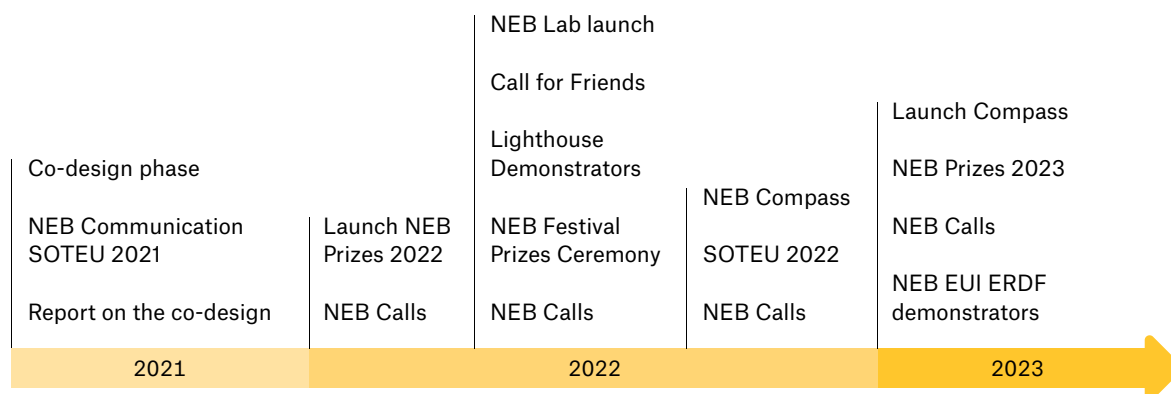 Co-design phase
NEB Communication
SOTEU 2021
Report on the co-design
Launch NEB
Prizes 2022
NEB Calls
NEB Lab launch
Call for Friends
Lighthouse
Demonstrators
NEB Festival
Prizes Ceremony
NEB Calls
NEB Compass
SOTEU 2022
NEB Calls
Launch Compass
NEB Prizes 2023
NEB Calls
NEB EUI ERDF
demonstrators
2021
2022
2023